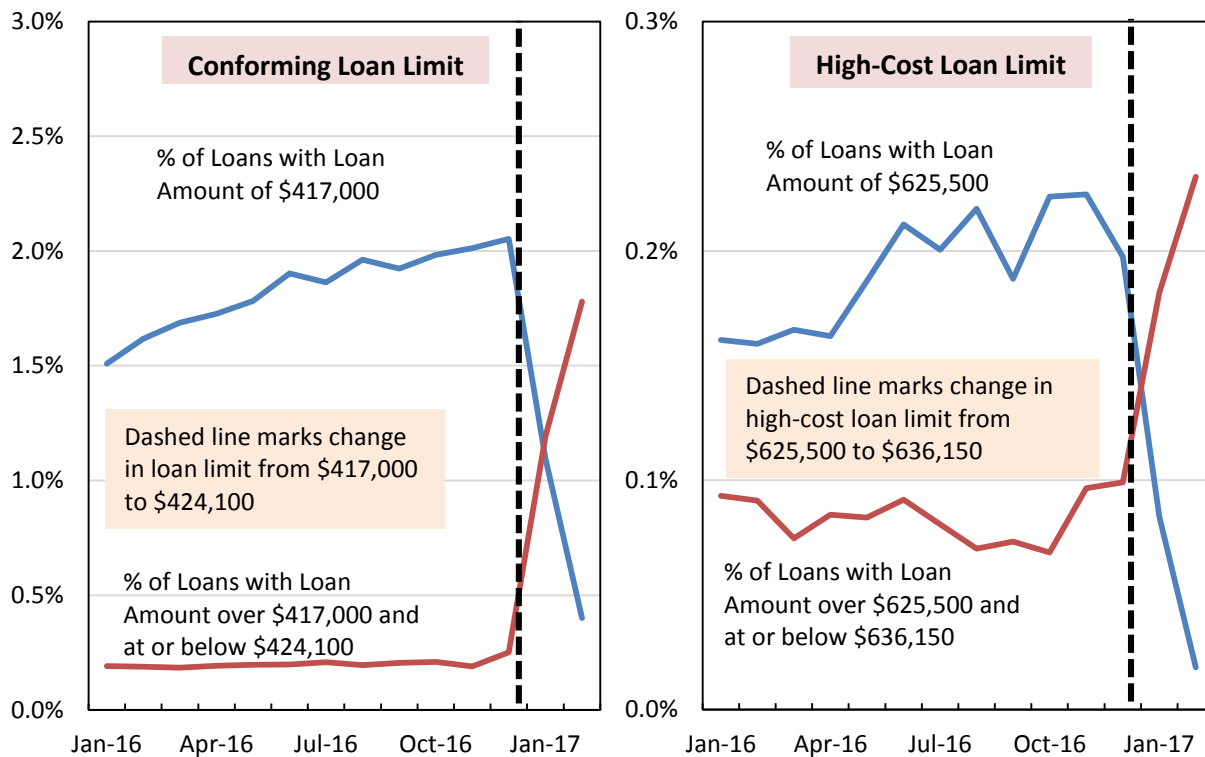 3.0%
2.5%
2.0%
1.5%
1.0%
0.5%
0.0%
Conforming Loan Limit
% of Loans with Loan
Amount of $417,000
Dashed line marks change
in loan limit from $417,000
to $424,100
% of Loans with Loan
Amount over $417,000 and
at or below $424,100
Jan-16 Apr-16 Jul-16 Oct-16 Jan-17
0.3%
0.2%
0.1%
0.0%
High-Cost Loan Limit
% of Loans with Loan
Amount of $625,500
Dashed line marks change in
high-cost loan limit from
$625,500 to $636,150
% of Loans with Loan
Amount over $625,500 and
at or below $636,150
Jan-16 Apr-16 Jul-16 Oct-16 Jan-17